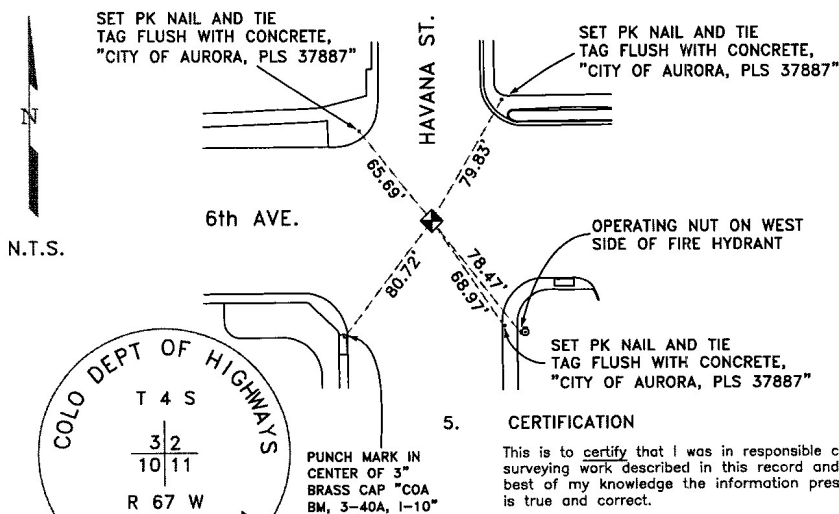 SET PK NAIL AND TIE
TAG FLUSH WITH CONCRETE,
"CITY OF AURORA, PLS 37887"
HAVANA ST.
SET PK NAIL AND TIE
TAG FLUSH WITH CONCRETE,
"CITY OF AURORA, PLS 37887"
N
N.T.S.
65.69'
79.83'
6th AVE.
80.72'
78.47'
68.97'
OPERATING NUT ON WEST
SIDE OF FIRE HYDRANT
SET PK NAIL AND TIE
TAG FLUSH WITH CONCRETE,
"CITY OF AURORA, PLS 37887"
COLO DEPT OF HIGHWAYS
T 4 S
3 2
10 11
R 67 W
PUNCH MARK IN
CENTER OF 3"
BRASS CAP "COA
BM, 3-40A, I-10"
5. CERTIFICATION
This is to certify that I was in responsible c
surveying work described in this record and
best of my knowledge the information pres
is true and correct.